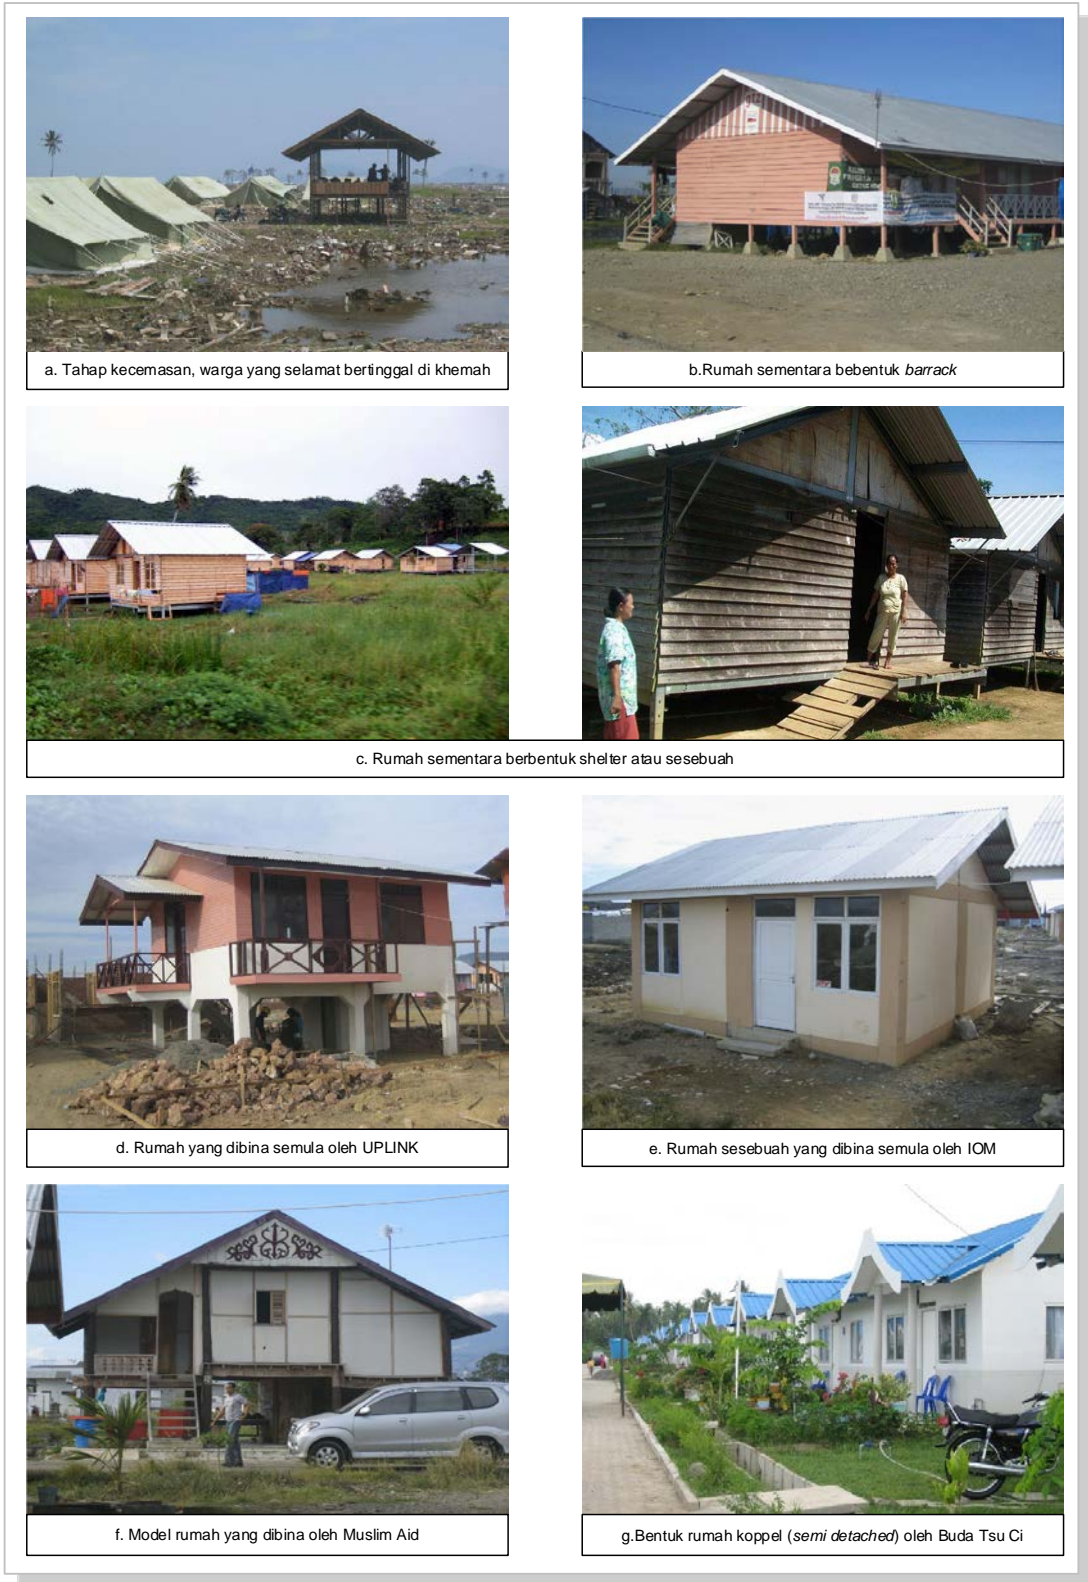 a. Tahap kecemasan, warga yang selamat bertinggal di khemah
b.Rumah sementara bebentuk barrack
c. Rumah sementara berbentuk shelter atau sesebuah
d. Rumah yang dibina semula oleh UPLINK
e. Rumah sesebuah yang dibina semula oleh IOM
f. Model rumah yang dibina oleh Muslim Aid
g.Bentuk rumah koppel (semi detached) oleh Buda Tsu Ci